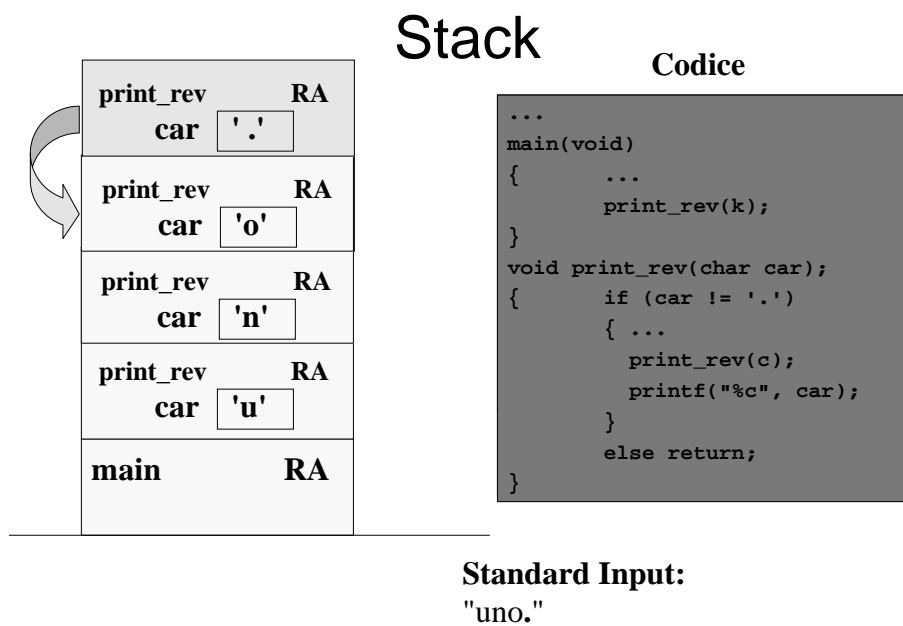 Stack
print_rev RA
car '.'
print_rev RA
car 'o'
print_rev RA
car 'n'
print_rev RA
car 'u'
main RA
Codice
...
main(void)
{ ...
print_rev(k);
}
void print_rev(char car);
{ if (car != '.')
{ ...
print_rev(c);
printf("%c", car);
}
else return;
}
Standard Input:
"uno."